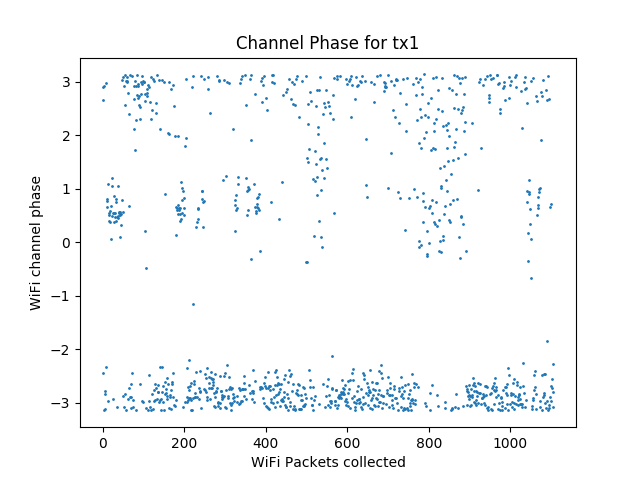 Channel Phase for tx1
WiFi channel phase
3
2
1
0
−1
−2
−3
0 200 400 600 800 1000
WiFi Packets collected